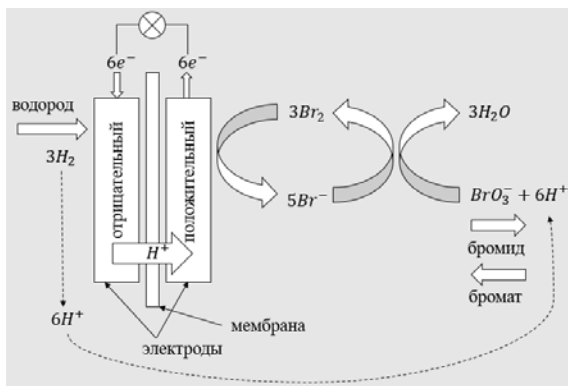 6e⁻ 6e⁻
водород
3H₂
отрицательный
положительный
H⁺
3Br₂
5Br⁻
3H₂O
BrO₃⁻ + 6H⁺
бромид
бромат
6H⁺
мембрана
электроды